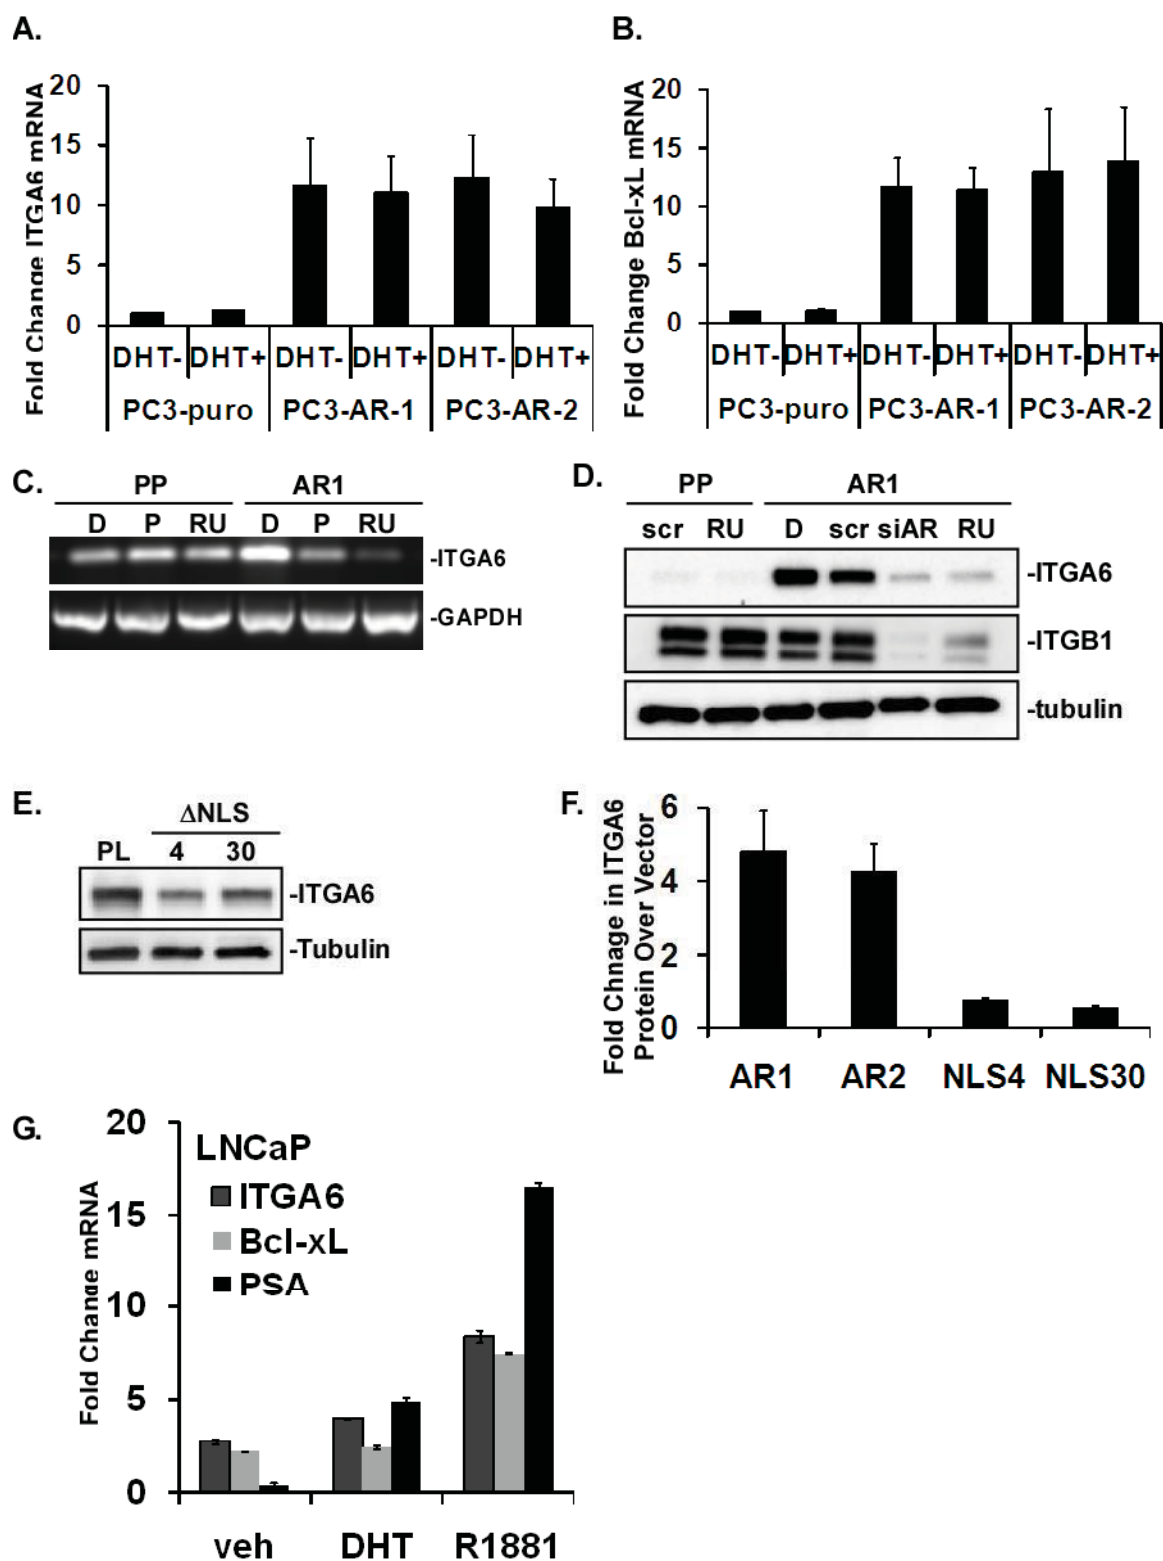 A.
Fold Change ITGA6 mRNA
20
15
10
5
0
DHT- DHT+ DHT- DHT+ DHT- DHT+
PC3-puro PC3-AR-1 PC3-AR-2
B.
Fold Change Bcl-xL mRNA
20
15
10
5
0
DHT- DHT+ DHT- DHT+ DHT- DHT+
PC3-puro PC3-AR-1 PC3-AR-2
C.
PP AR1
D P RU D P RU
-ITGA6
-GAPDH
D.
PP AR1
scr RU D scr siAR RU
-ITGA6
-ITGB1
-tubulin
E.
ΔNLS
PL 4 30
-ITGA6
-Tubulin
F.
Fold Chnage in ITGA6
Protein Over Vector
6
4
2
0
AR1 AR2 NLS4 NLS30
G.
Fold Change mRNA
20
15
10
5
0
LNCaP
ITGA6
Bcl-xL
PSA
veh DHT R1881